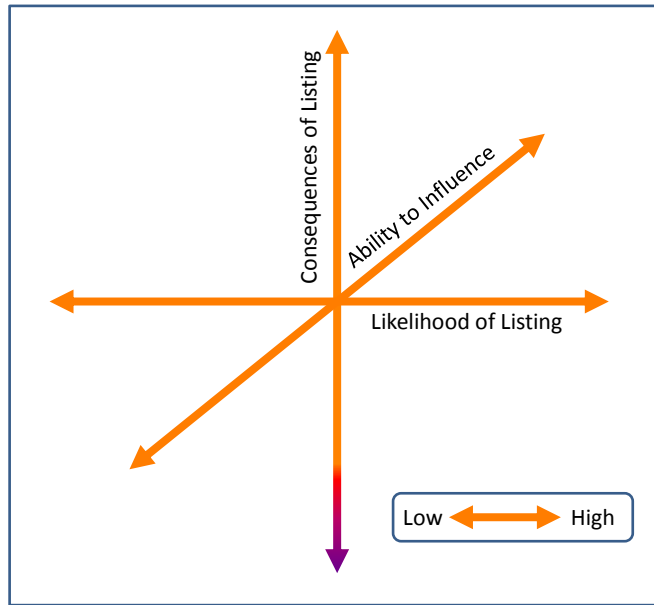 Consequences of Listing
Ability to Influence
Likelihood of Listing
Low High